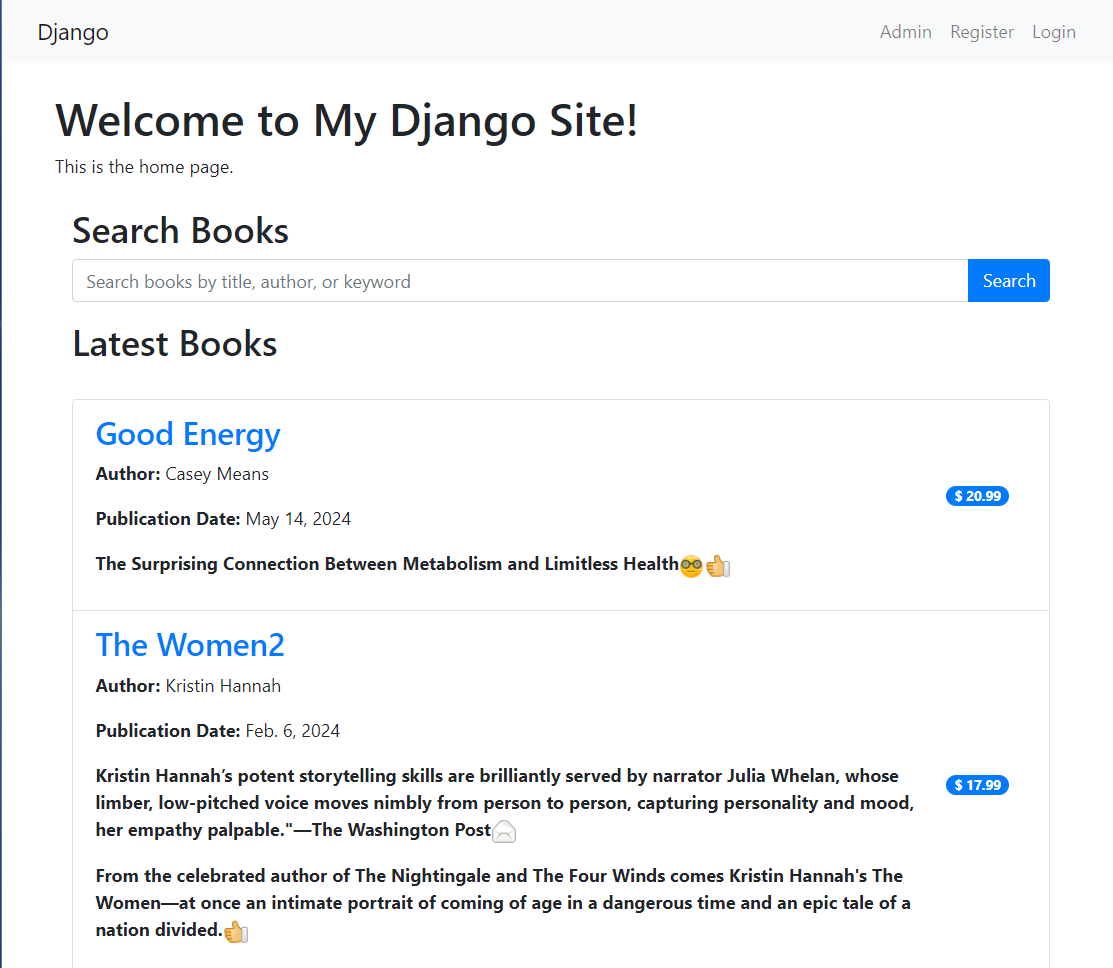 Django
Admin Register Login
Welcome to My Django Site!
This is the home page.
Search Books
Search books by title, author, or keyword
Search
Latest Books
Good Energy
Author: Casey Means
$ 20.99
Publication Date: May 14, 2024
The Surprising Connection Between Metabolism and Limitless Health
The Women2
Author: Kristin Hannah
Publication Date: Feb. 6, 2024
Kristin Hannah’s potent storytelling skills are brilliantly served by narrator Julia Whelan, whose
$ 17.99
limber, low-pitched voice moves nimbly from person to person, capturing personality and mood,
her empathy palpable."—The Washington Post
From the celebrated author of The Nightingale and The Four Winds comes Kristin Hannah's The
Women—at once an intimate portrait of coming of age in a dangerous time and an epic tale of a
nation divided.